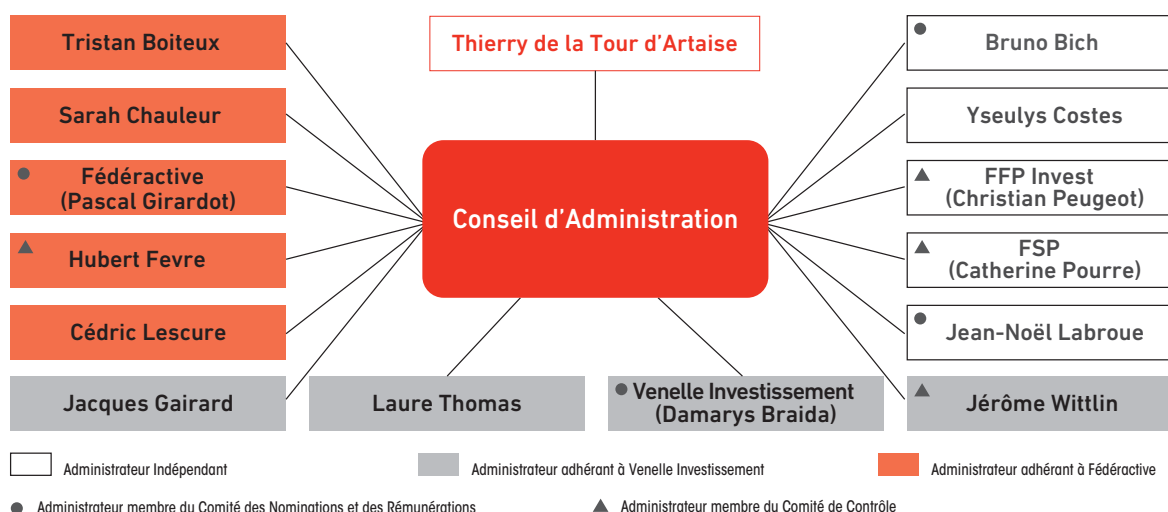 Tristan Boiteux
Thierry de la Tour d'Artaise
Bruno Bich
Sarah Chauleur
Yseulys Costes
Fédéractive
(Pascal Girardot)
Conseil d'Administration
FFP Invest
(Christian Peugeot)
Hubert Fevre
FSP
(Catherine Pourre)
Cédric Lescure
Jean-Noël Labroue
Jacques Gairard
Laure Thomas
Venelle Investissement
(Damarys Braida)
Jérôme Wittlin
Administrateur Indépendant
Administrateur adhérant à Venelle Investissement
Administrateur adhérant à Fédéractive
Administrateur membre du Comité des Nominations et des Rémunérations
Administrateur membre du Comité de Contrôle